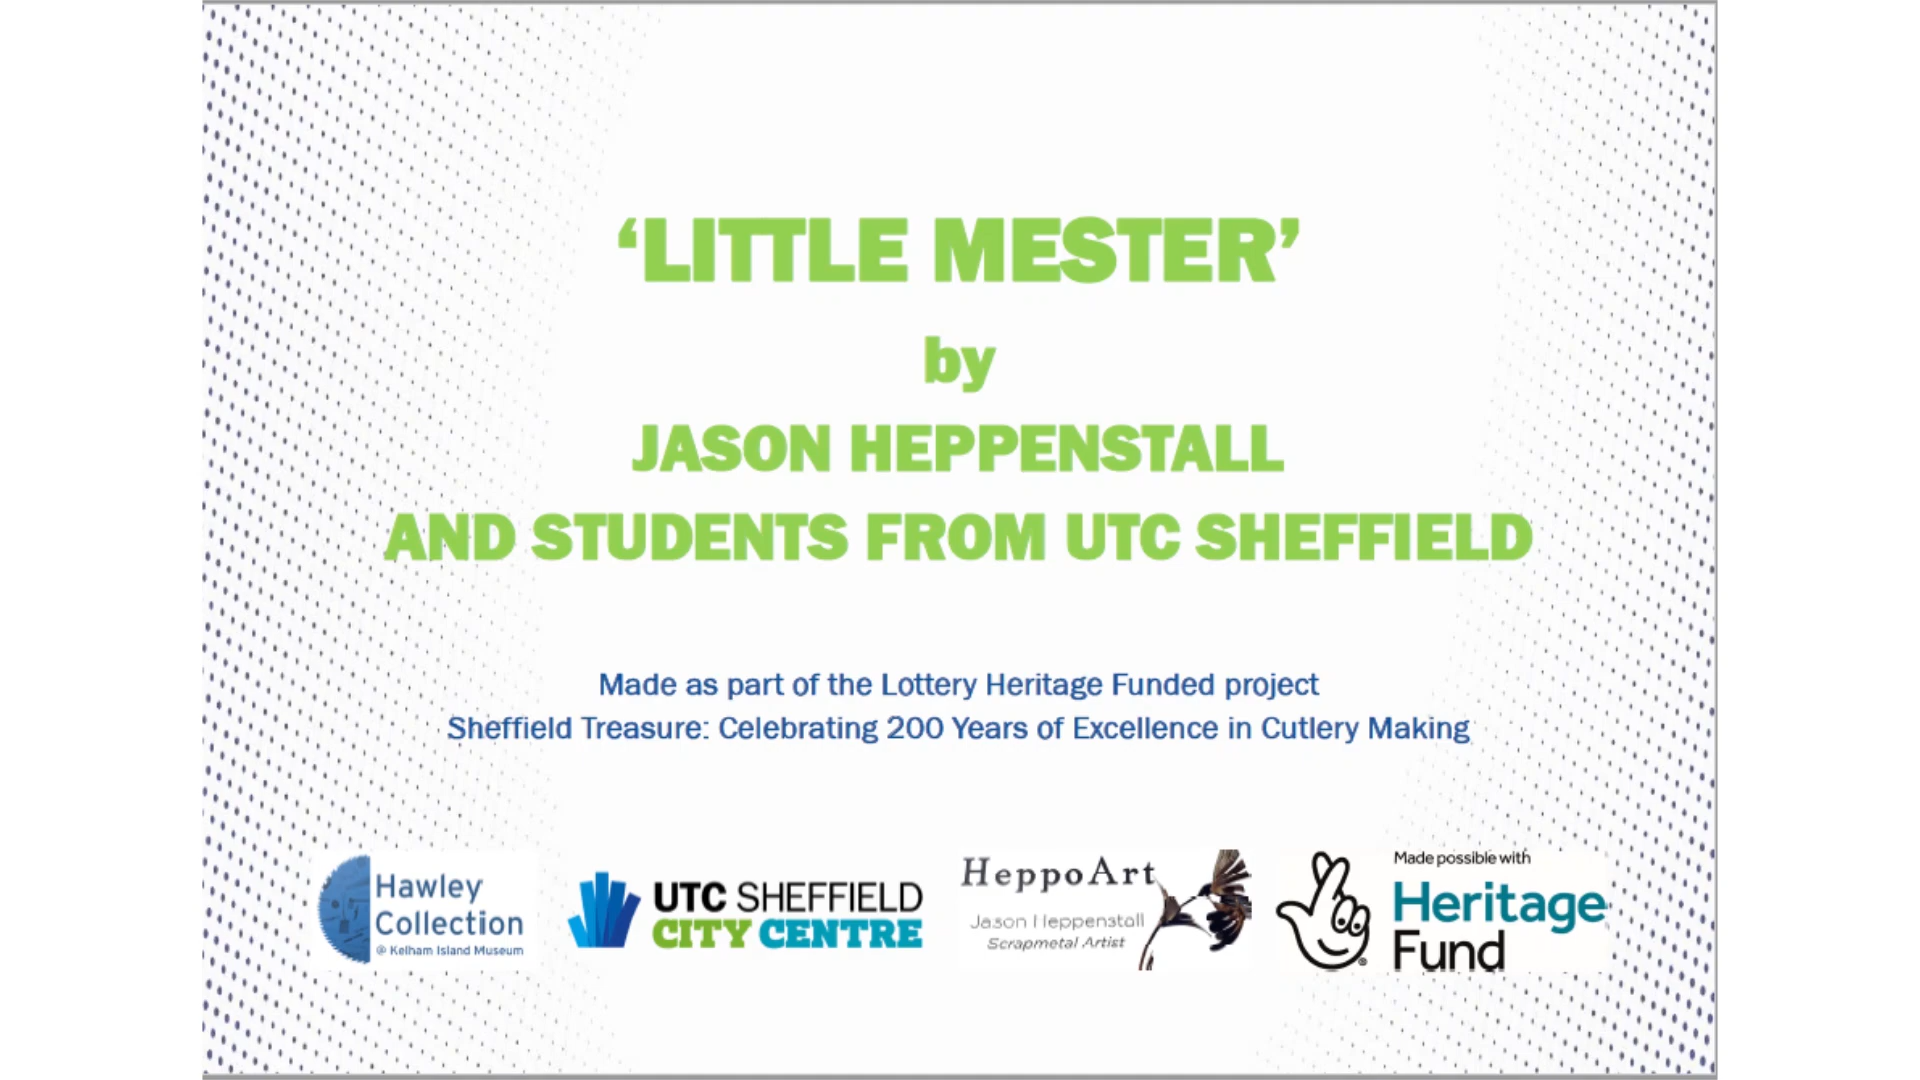 ‘LITTLE MESTER’
by
JASON HEPPENSTALL
AND STUDENTS FROM UTC SHEFFIELD
Made as part of the Lottery Heritage Funded project
Sheffield Treasure: Celebrating 200 Years of Excellence in Cutlery Making
Hawley
Collection
@ Kelham Island Museum
UTC SHEFFIELD
CITY CENTRE
HeppoArt
Jason Heppenstall
Scrapmetal Artist
Made possible with
Heritage
Fund